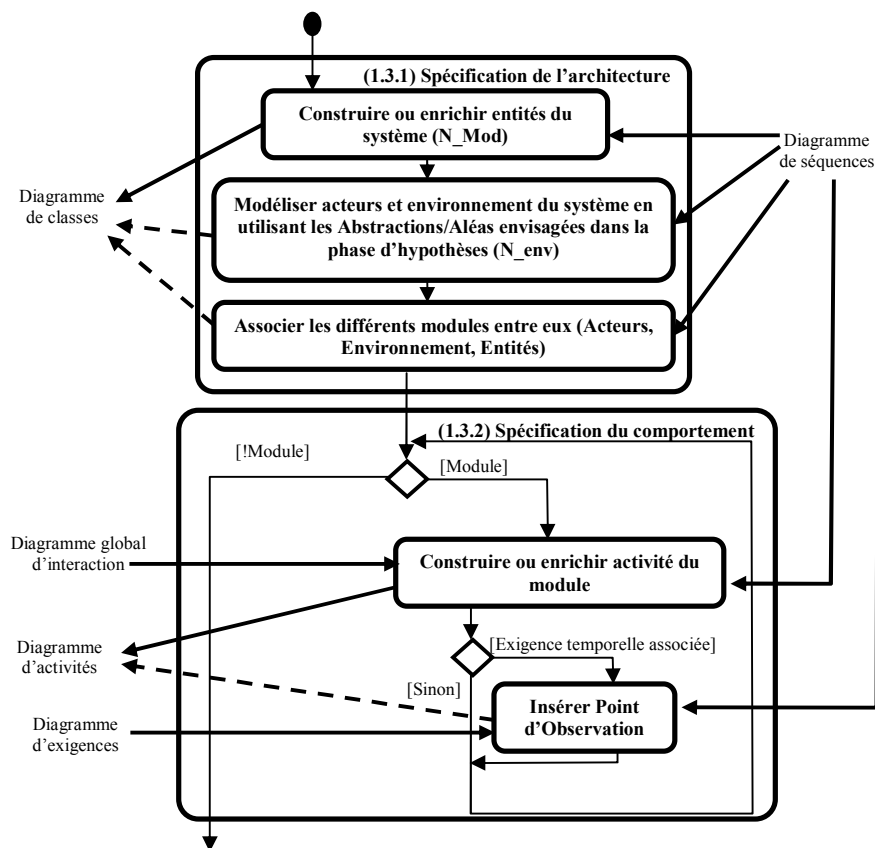 (1.3.1) Spécification de l'architecture
Construire ou enrichir entités du
système (N_Mod)
Diagramme
de séquences
Diagramme
de classes
Modéliser acteurs et environnement du système en
utilisant les Abstractions/Aléas envisagées dans la
phase d'hypothèses (N_env)
Associer les différents modules entre eux (Acteurs,
Environnement, Entités)
(1.3.2) Spécification du comportement
[!Module]
[Module]
Diagramme global
d'interaction
Construire ou enrichir activité du
module
Diagramme
d'activités
[Exigence temporelle associée]
[Sinon]
Insérer Point
d'Observation
Diagramme
d'exigences